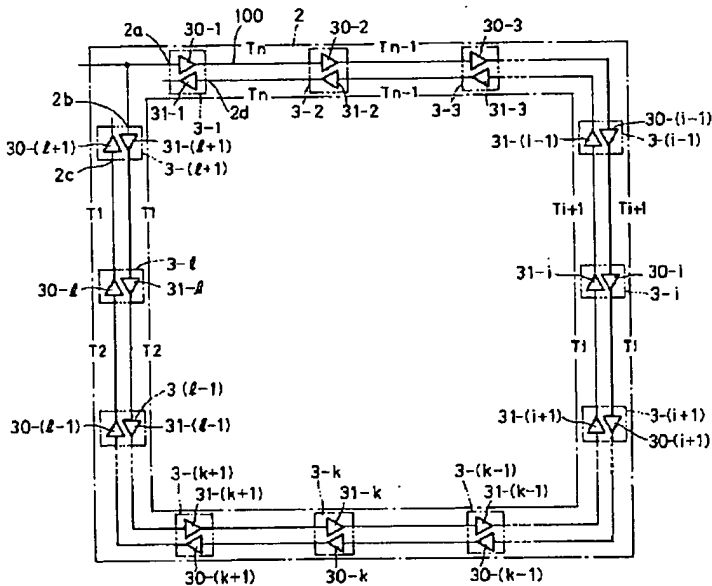 30-1 100 2 30-2 30-3
2a Tn Tn-1
Tn Tn-1
2b 31-1 2d 3-2 31-2 3-3 31-3
3-1
30-(ℓ+1) 31-(ℓ+1) 31-(i-1) 30-(i-1)
3-(ℓ+1) 3-(i-1)
2c
T1 T1 Ti+1 Ti+1
3-ℓ 31-i 30-i
30-ℓ 31-ℓ 3-i
T2 T2 T1 T1
3(ℓ-1)
30-(ℓ-1) 31-(ℓ-1) 31-(i+1) 3-(i+1)
30-(i+1)
3-(k+1) 3-k 3-(k-1)
31-(k+1) 31-k 31-(k-1)
30-(k+1) 30-k 30-(k-1)